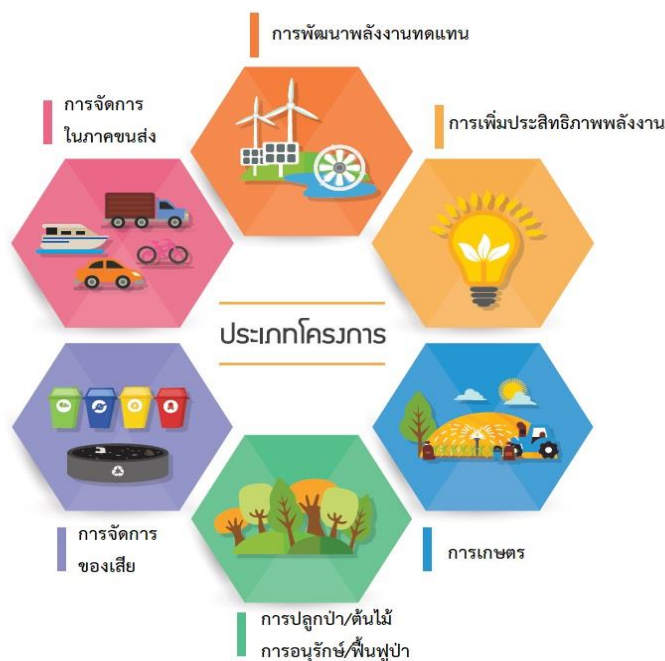 การพัฒนาพลังงานทดแทน
การจัดการ
ในภาคขนส่ง
การเพิ่มประสิทธิภาพพลังงาน
ประเภทโครงการ
การจัดการ
ของเสีย
การเกษตร
การปลูกป่า/ต้นไม้
การอนุรักษ์/ฟื้นฟูป่า